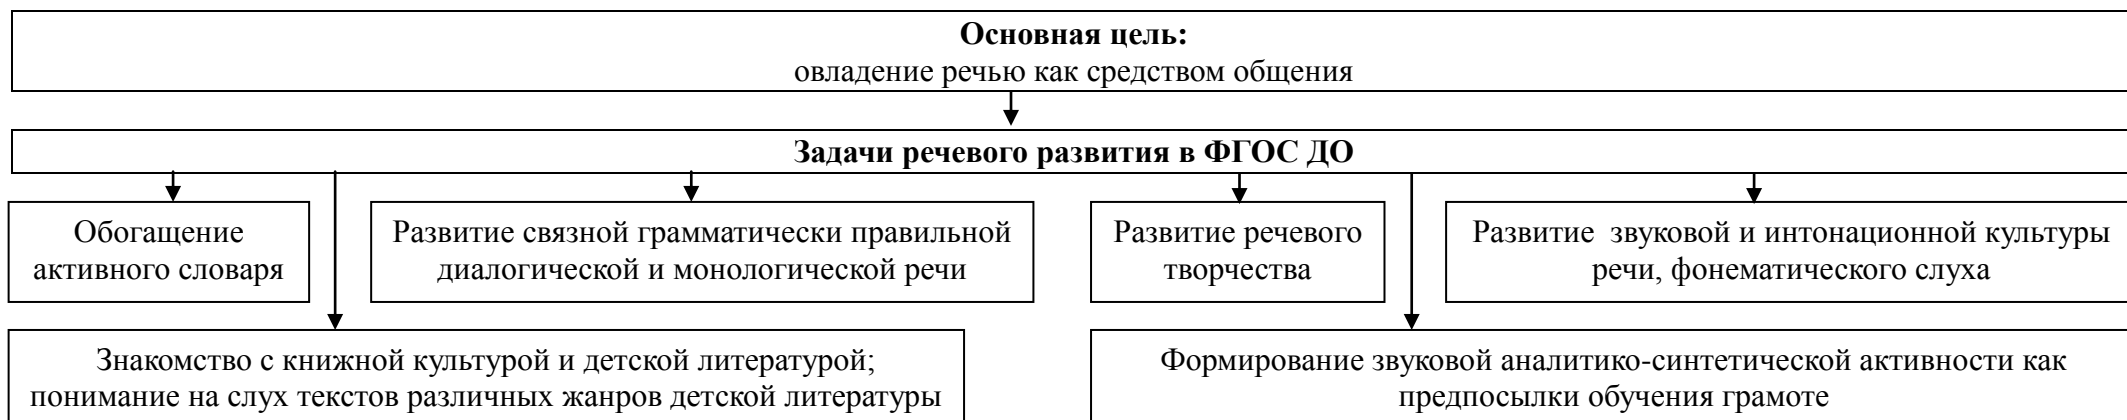 Основная цель:
овладение речью как средством общения
Задачи речевого развития в ФГОС ДО
Обогащение
активного словаря
Развитие связной грамматически правильной
диалогической и монологической речи
Развитие речевого
творчества
Развитие звуковой и интонационной культуры
речи, фонематического слуха
Знакомство с книжной культурой и детской литературой;
понимание на слух текстов различных жанров детской литературы
Формирование звуковой аналитико-синтетической активности как
предпосылки обучения грамоте